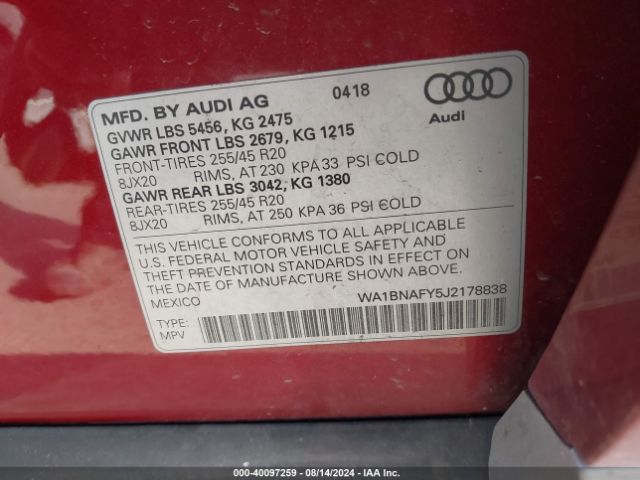 MFD. BY AUDI AG 0418
Audi
GVWR LBS 5456, KG 2475
GAWR FRONT LBS 2679, KG 1215
FRONT-TIRES 255/45 R20
8JX20 RIMS, AT 230 KPA 33 PSI COLD
GAWR REAR LBS 3042, KG 1380
REAR-TIRES 255/45 R20
8JX20 RIMS, AT 250 KPA 36 PSI COLD
THIS VEHICLE CONFORMS TO ALL APPLICABLE
U.S. FEDERAL MOTOR VEHICLE SAFETY AND
THEFT PREVENTION STANDARDS IN EFFECT ON
THE DATE OF MANUFACTURE SHOWN ABOVE.
MEXICO WA1BNAFY5J2178838
TYPE:
MPV
000-40097259 - 08/14/2024 - IAA Inc.